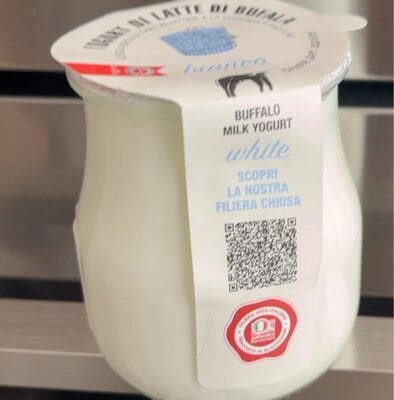 YOGURT DI LATTE DI BUFALA
bianco
BUFFALO
MILK YOGURT
white
SCOPRI
LA NOSTRA
FILIERA CHIUSA